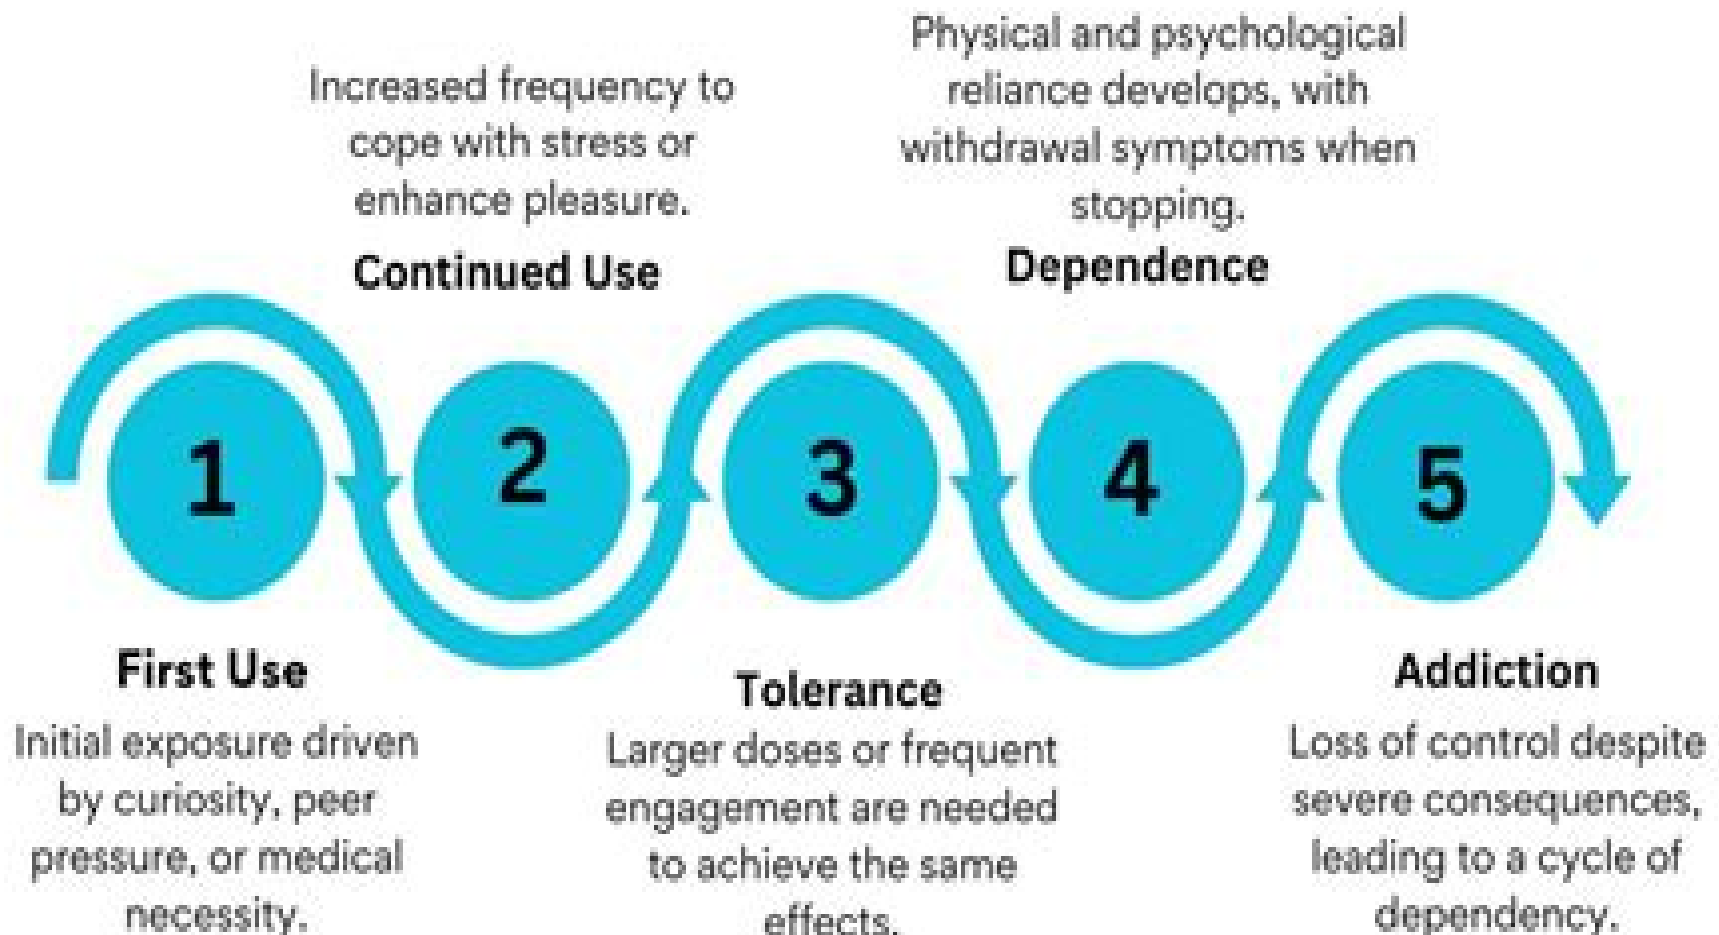 1
First Use
Initial exposure driven
by curiosity, peer
pressure, or medical
necessity.
Increased frequency to
cope with stress or
enhance pleasure.
Continued Use
2
3
Tolerance
Larger doses or frequent
engagement are needed
to achieve the same
effects.
Physical and psychological
reliance develops, with
withdrawal symptoms when
stopping.
Dependence
4
5
Addiction
Loss of control despite
severe consequences,
leading to a cycle of
dependency.